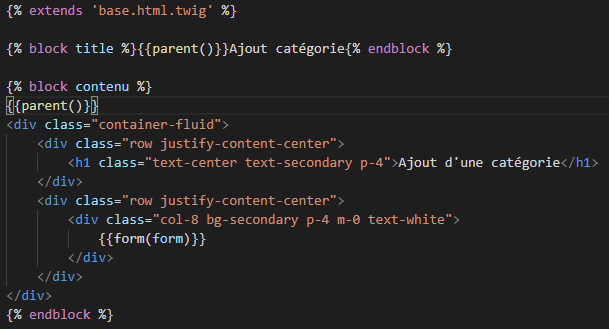 {% extends 'base.html.twig' %}
{% block title %}{{parent()}}Ajout catégorie{% endblock %}
{% block contenu %}
{{parent()}}
<div class="container-fluid">
    <div class="row justify-content-center">
        <h1 class="text-center text-secondary p-4">Ajout d'une catégorie</h1>
    </div>
    <div class="row justify-content-center">
        <div class="col-8 bg-secondary p-4 m-0 text-white">
            {{form(form)}}
        </div>
    </div>
</div>
{% endblock %}